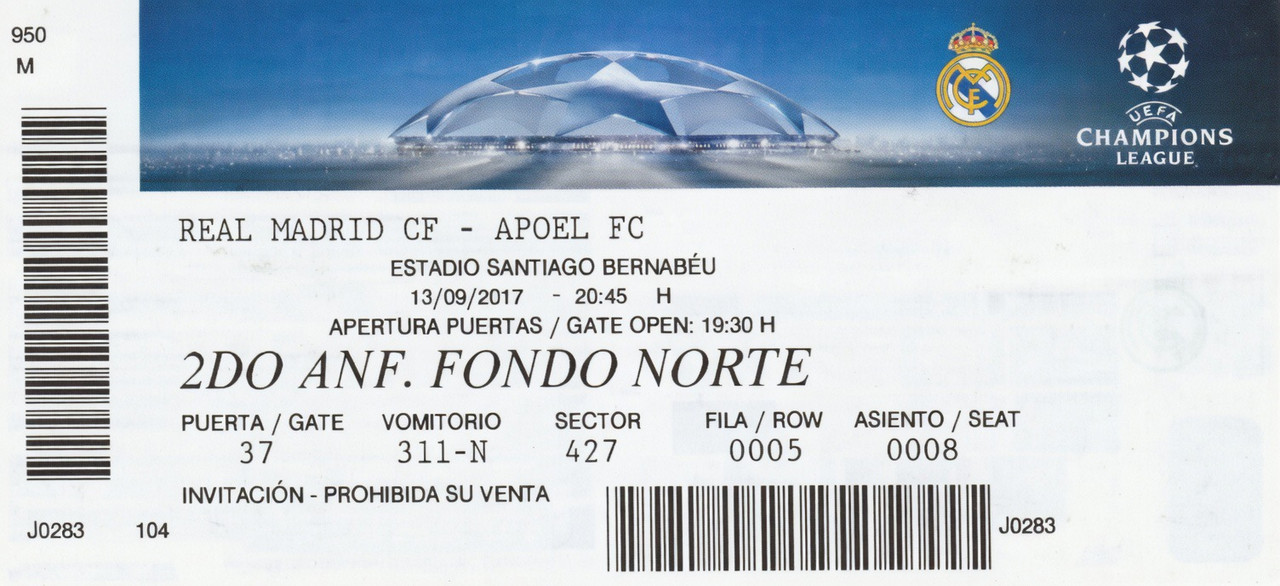 950
M
UEFA
CHAMPIONS
LEAGUE
REAL MADRID CF - APOEL FC
ESTADIO SANTIAGO BERNABÉU
13/09/2017 - 20:45 H
APERTURA PUERTAS / GATE OPEN: 19:30 H
2DO ANF. FONDO NORTE
PUERTA / GATE VOMITORIO SECTOR FILA / ROW ASIENTO / SEAT
37 311-N 427 0005 0008
INVITACIÓN - PROHIBIDA SU VENTA
J0283 104 J0283